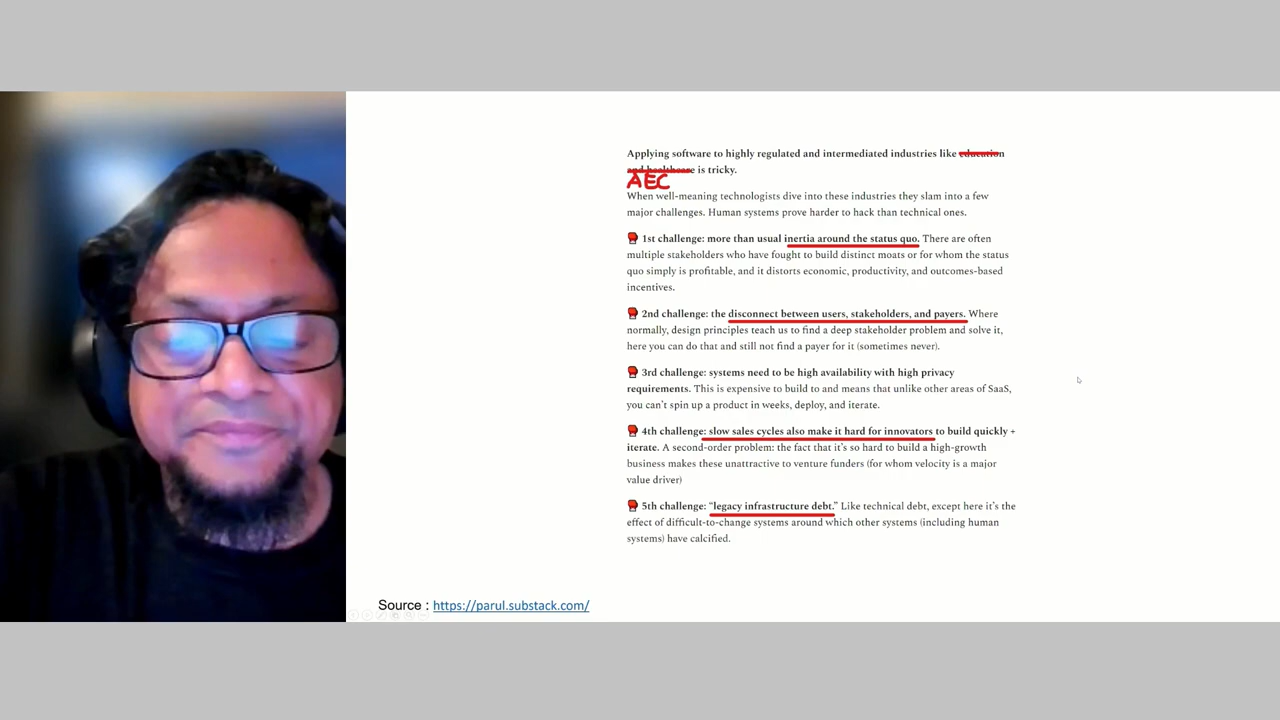 Applying software to highly regulated and intermediated industries like education
and healthcare is tricky.
AEC
When well-meaning technologists dive into these industries they slam into a few
major challenges. Human systems prove harder to hack than technical ones.
1st challenge: more than usual inertia around the status quo. There are often
multiple stakeholders who have fought to build distinct moats or for whom the status
quo simply is profitable, and it distorts economic, productivity, and outcomes-based
incentives.
2nd challenge: the disconnect between users, stakeholders, and payers. Where
normally, design principles teach us to find a deep stakeholder problem and solve it,
here you can do that and still not find a payer for it (sometimes never).
3rd challenge: systems need to be high availability with high privacy
requirements. This is expensive to build to and means that unlike other areas of SaaS,
you can't spin up a product in weeks, deploy, and iterate.
4th challenge: slow sales cycles also make it hard for innovators to build quickly +
iterate. A second-order problem: the fact that it's so hard to build a high-growth
business makes these unattractive to venture funders (for whom velocity is a major
value driver)
5th challenge: “legacy infrastructure debt.” Like technical debt, except here it's the
effect of difficult-to-change systems around which other systems (including human
systems) have calcified.
Source : https://parul.substack.com/